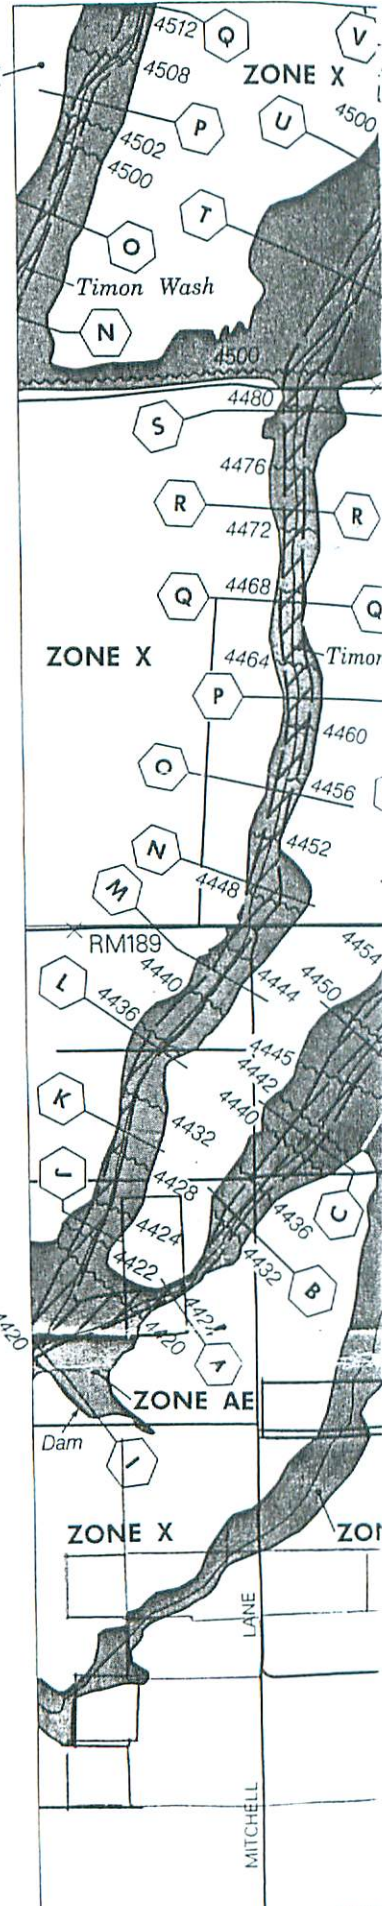 4512
Q
V
4508
ZONE X
P
U
4500
4502
4500
T
O
Timon Wash
N
4500
4480
S
4476
R
R
4472
4468
Q
Q
ZONE X
4464
Timon
P
4460
O
4456
4452
N
4448
M
RM189
4454
4440
4444
4450
L
4436
4445
4442
4440
K
4432
J
4428
4436
C
4424
4432
4422
B
4420
4420
A
ZONE AE
Dam
I
ZONE X
ZON
LANE
MITCHELL